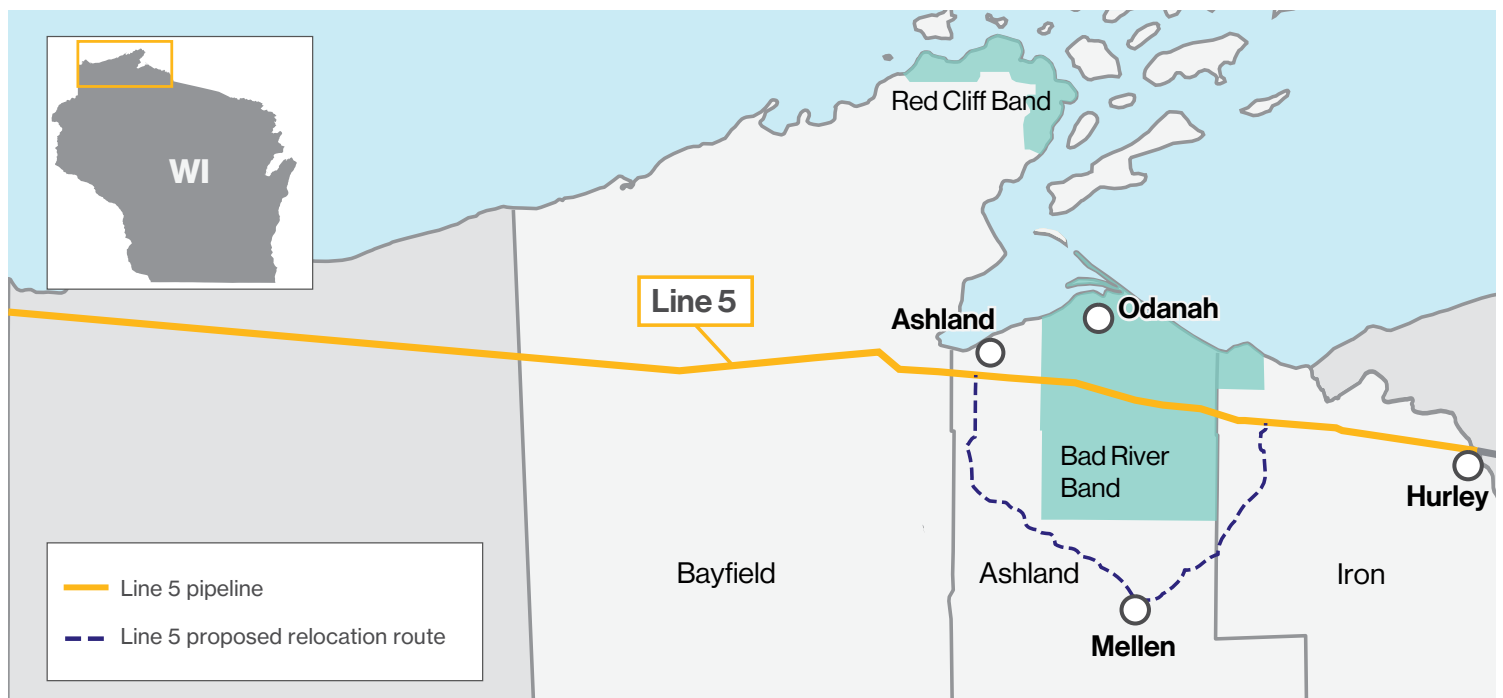 WI
Red Cliff Band
Line 5
Ashland
Odanah
Bad River
Band
Hurley
Bayfield
Ashland
Iron
Mellen
Line 5 pipeline
Line 5 proposed relocation route